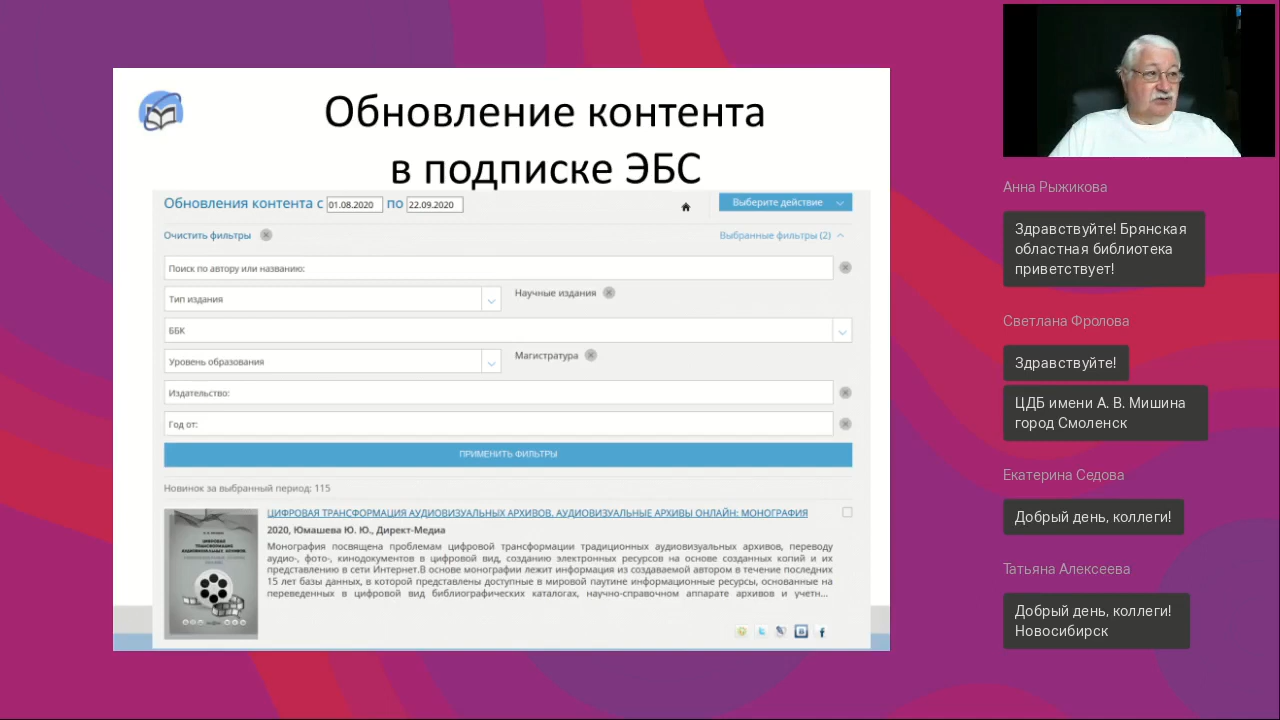 Обновление контента
в подписке ЭБС
Обновления контента с 01.08.2020 по 22.09.2020
Выберите действие
Очистить фильтры
Выбранные фильтры (2)
Поиск по автору или названию:
Тип издания
Научные издания
ББК
Уровень образования
Магистратура
Издательство:
Год от:
ПРИМЕНИТЬ ФИЛЬТРЫ
Новинок за выбранный период: 115
ЦИФРОВАЯ ТРАНСФОРМАЦИЯ АУДИОВИЗУАЛЬНЫХ АРХИВОВ. АУДИОВИЗУАЛЬНЫЕ АРХИВЫ ОНЛАЙН: МОНОГРАФИЯ
2020, Юмашева Ю. Ю., Директ-Медиа
Монография посвящена проблемам цифровой трансформации традиционных аудиовизуальных архивов, переводу
аудио-, фото-, кинодокументов в цифровой вид, созданию электронных ресурсов на основе созданных копий и их
представлению в сети Интернет.В основе монографии лежит информация из создаваемой автором в течение последних
15 лет базы данных, в которой представлены доступные в мировой паутине информационные ресурсы, основанные на
переведенных в цифровой вид библиографических каталогах, научно-справочном аппарате архивов и учетн...
Анна Рыжикова
Здравствуйте! Брянская
областная библиотека
приветствует!
Светлана Фролова
Здравствуйте!
ЦДБ имени А. В. Мишина
город Смоленск
Екатерина Седова
Добрый день, коллеги!
Татьяна Алексеева
Добрый день, коллеги!
Новосибирск